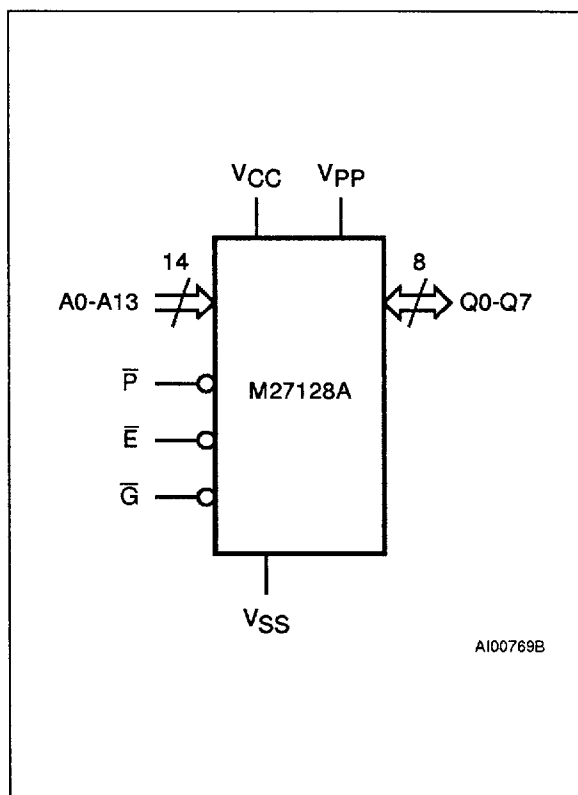 VCC VPP
14 8
A0-A13 Q0-Q7
P̅
M27128A
E̅
G̅
VSS
AI00769B